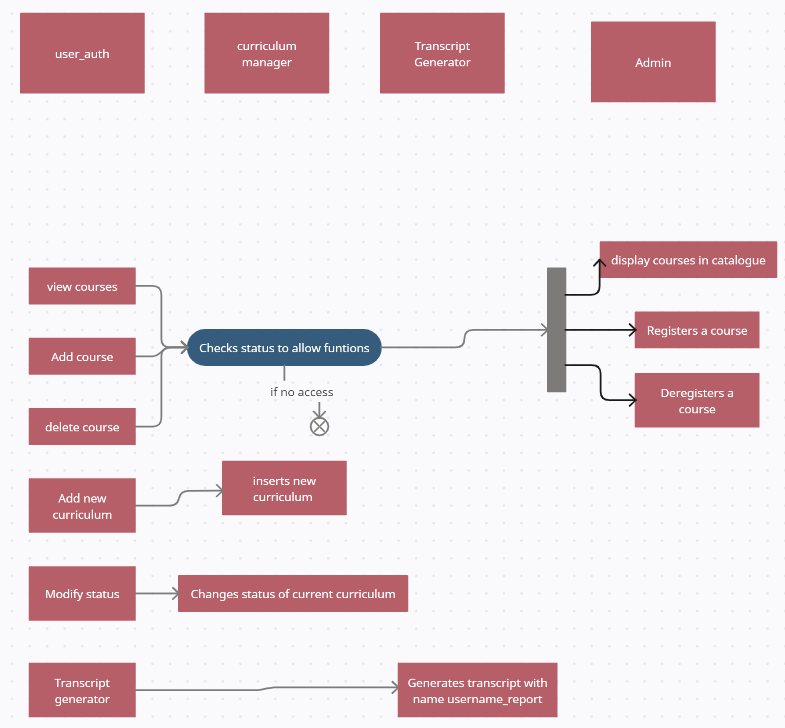 user_auth
curriculum
manager
Transcript
Generator
Admin
view courses
Add course
delete course
Checks status to allow funtions
if no access
display courses in catalogue
Registers a course
Deregisters a
course
Add new
curriculum
inserts new
curriculum
Modify status
Changes status of current curriculum
Transcript
generator
Generates transcript with
name username_report